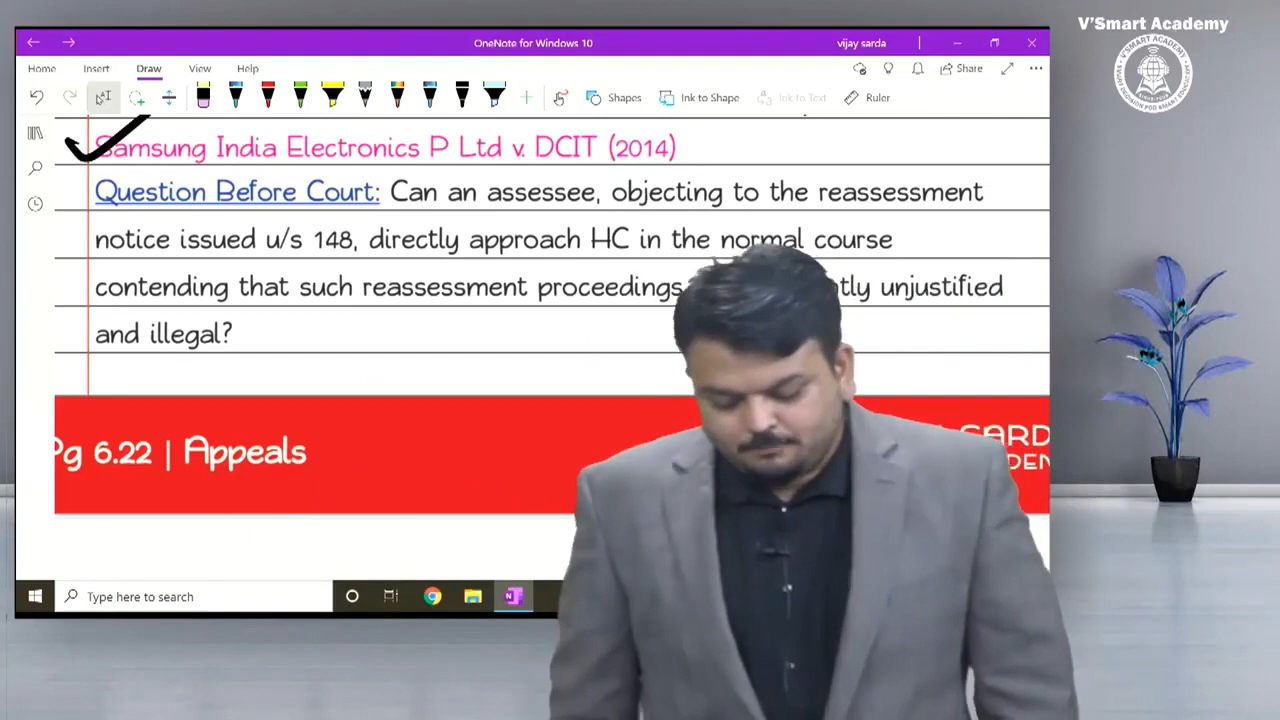 V'Smart Academy
OneNote for Windows 10
vijay sarda
Home Insert Draw View Help
Share
Shapes
Ink to Shape
Ink to Text
Ruler
Samsung India Electronics P Ltd v. DCIT (2014)
Question Before Court: Can an assessee, objecting to the reassessment
notice issued u/s 148, directly approach HC in the normal course
contending that such reassessment proceedings unjustified
and illegal?
Pg 6.22 | Appeals
Type here to search